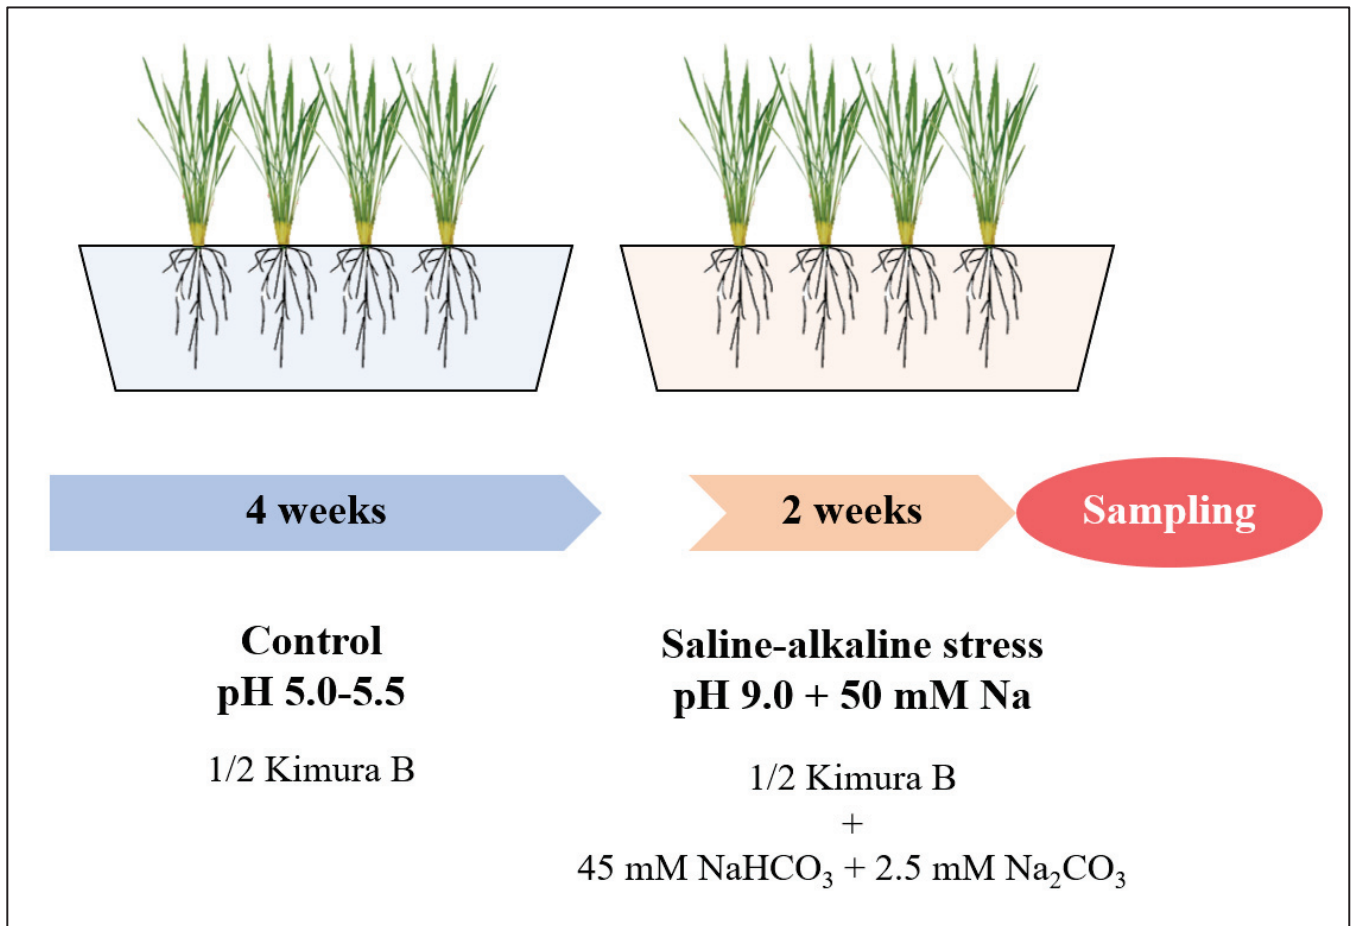 4 weeks
2 weeks
Sampling
Control
pH 5.0-5.5
1/2 Kimura B
Saline-alkaline stress
pH 9.0 + 50 mM Na
1/2 Kimura B
+
45 mM NaHCO₃ + 2.5 mM Na₂CO₃